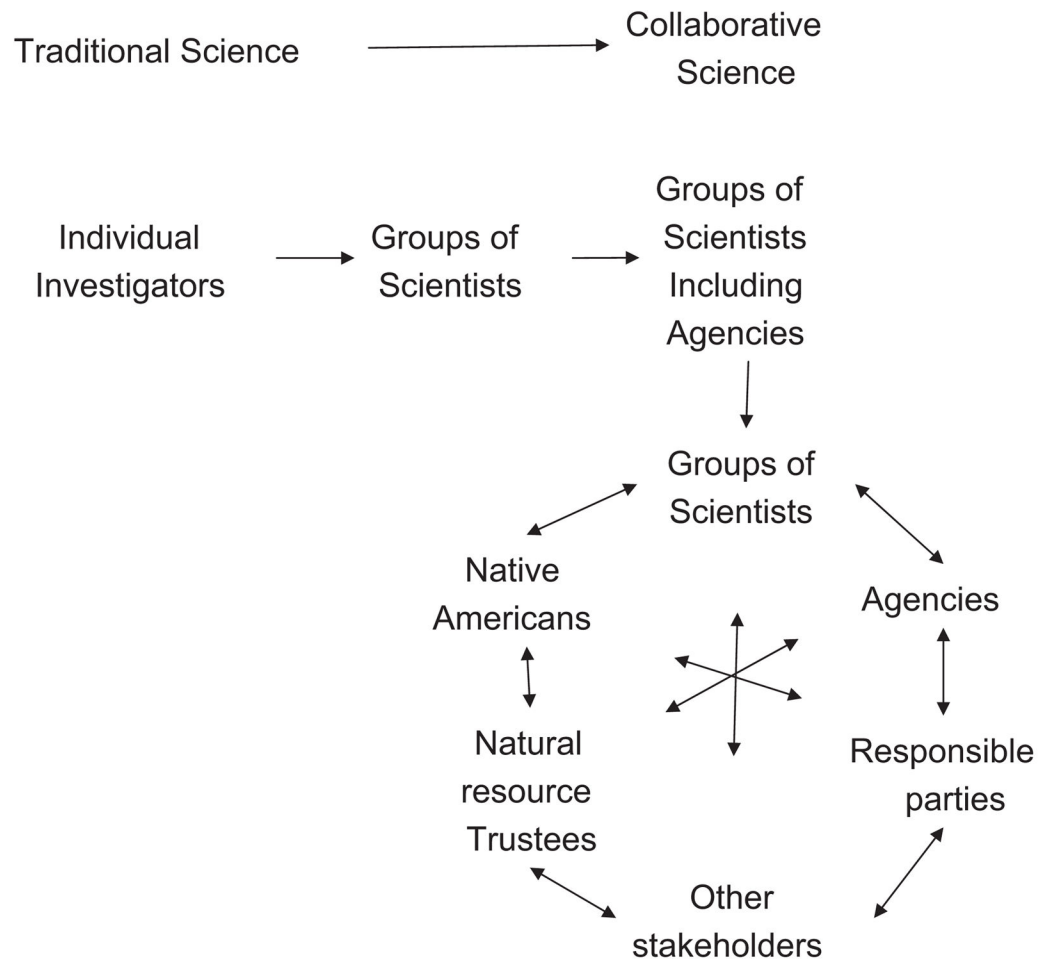 Traditional Science
Collaborative
Science
Individual
Investigators
Groups of
Scientists
Groups of
Scientists
Including
Agencies
Groups of
Scientists
Native
Americans
Agencies
Natural
resource
Trustees
Responsible
parties
Other
stakeholders